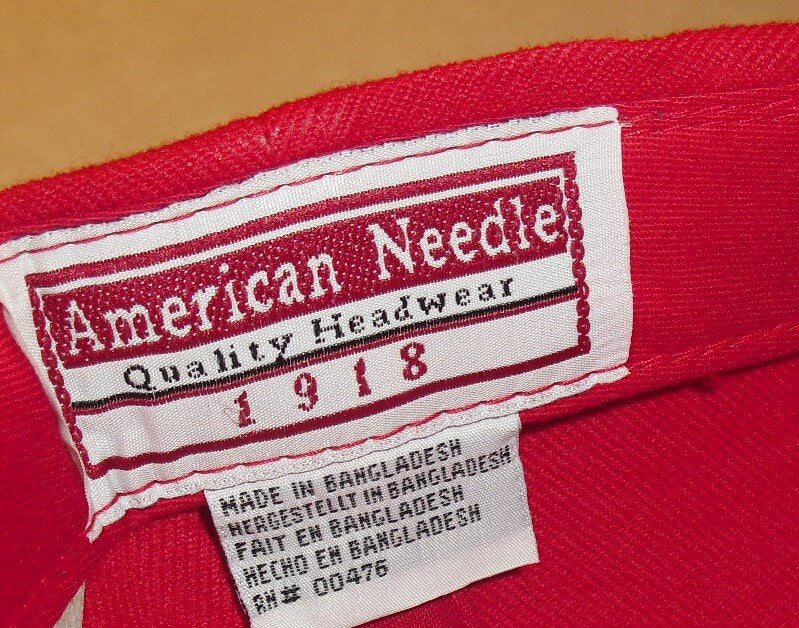 American Needle
Quality Headwear
1918
MADE IN BANGLADESH
HERGESTELLT IN BANGLADESH
FAIT EN BANGLADESH
HECHO EN BANGLADESH
RN# 00476